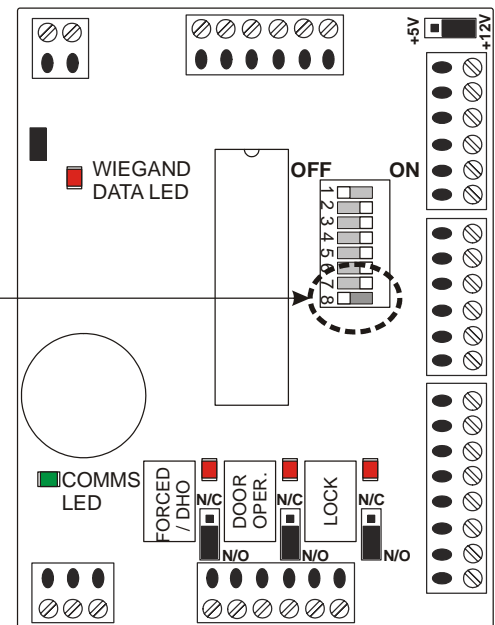 +5V
+12V
OFF
ON
WIEGAND
DATA LED
1
2
3
4
5
6
7
8
COMMS
LED
FORCED
/ DHO
N/C
N/O
DOOR
OPER.
N/C
N/O
LOCK
N/C
N/O